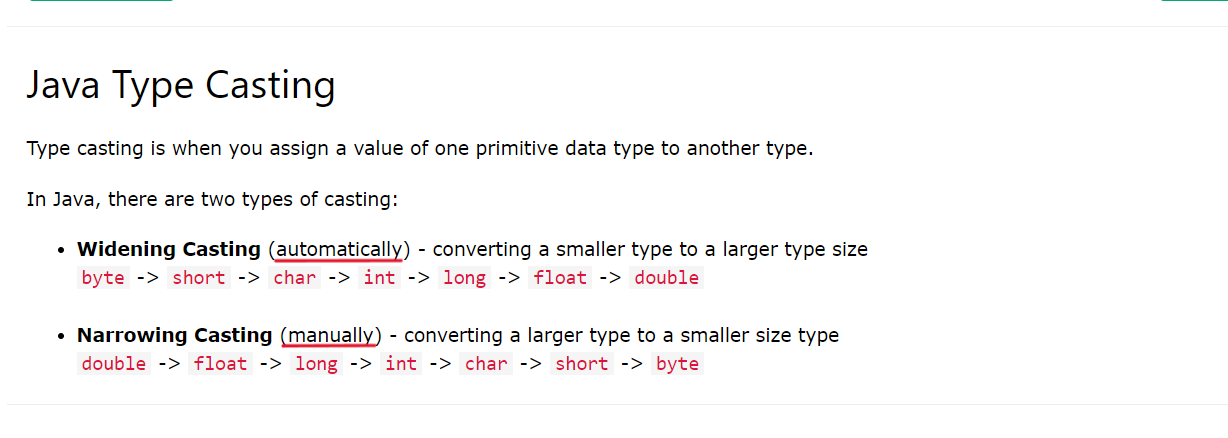 Java Type Casting
Type casting is when you assign a value of one primitive data type to another type.
In Java, there are two types of casting:
• Widening Casting (automatically) - converting a smaller type to a larger type size
byte -> short -> char -> int -> long -> float -> double
• Narrowing Casting (manually) - converting a larger type to a smaller size type
double -> float -> long -> int -> char -> short -> byte